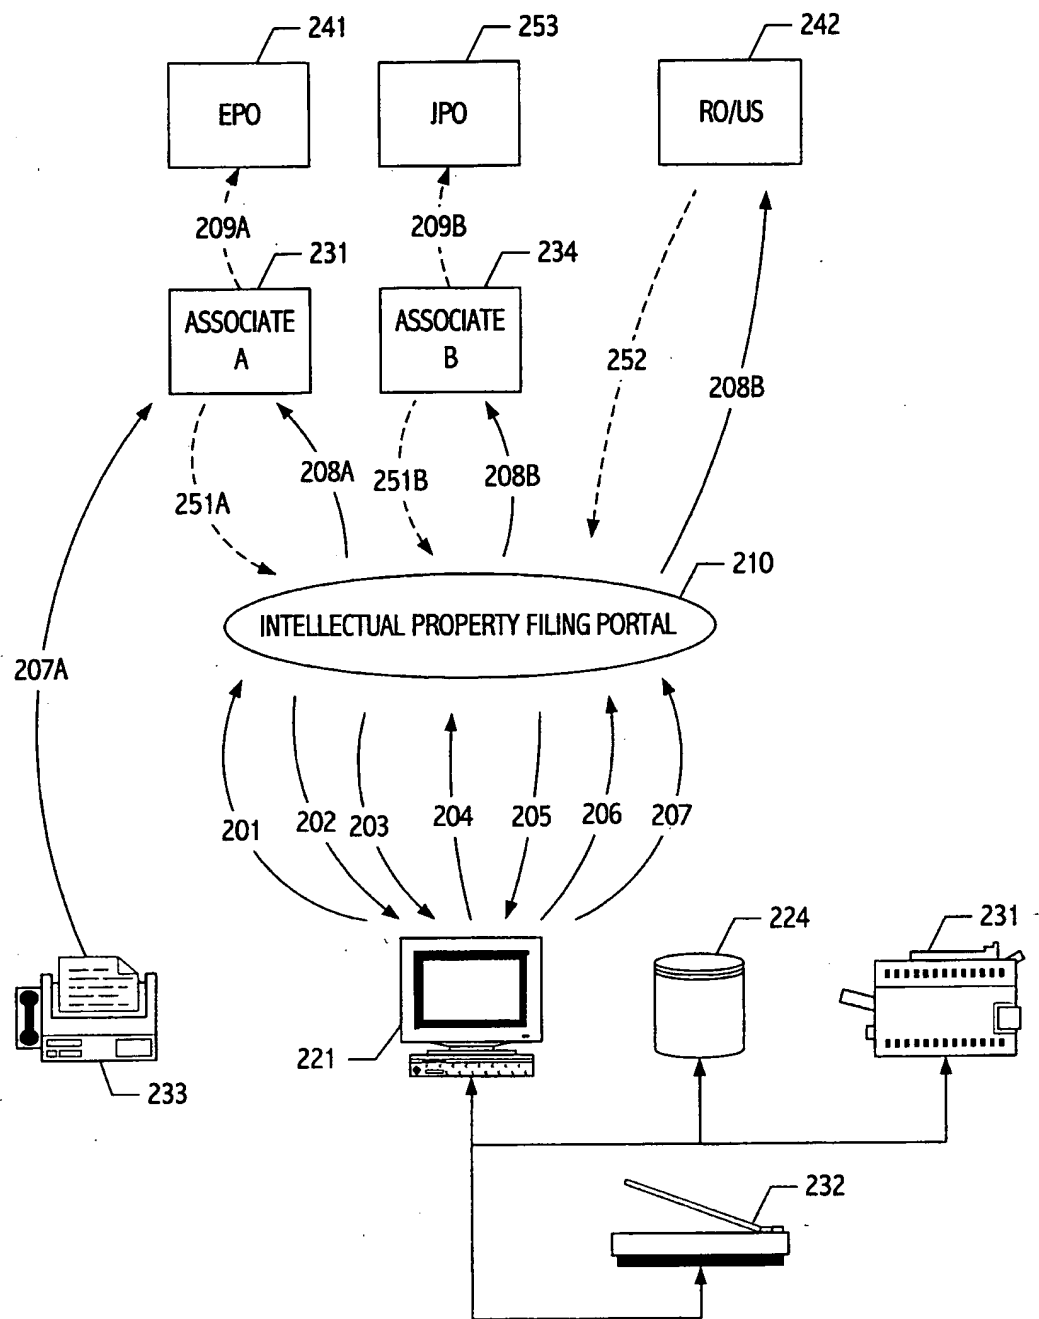 241
253
242
EPO
JPO
RO/US
209A
209B
231
234
ASSOCIATE
A
ASSOCIATE
B
252
208B
251A
208A
251B
208B
210
INTELLECTUAL PROPERTY FILING PORTAL
207A
201
202
203
204
205
206
207
224
231
221
233
232